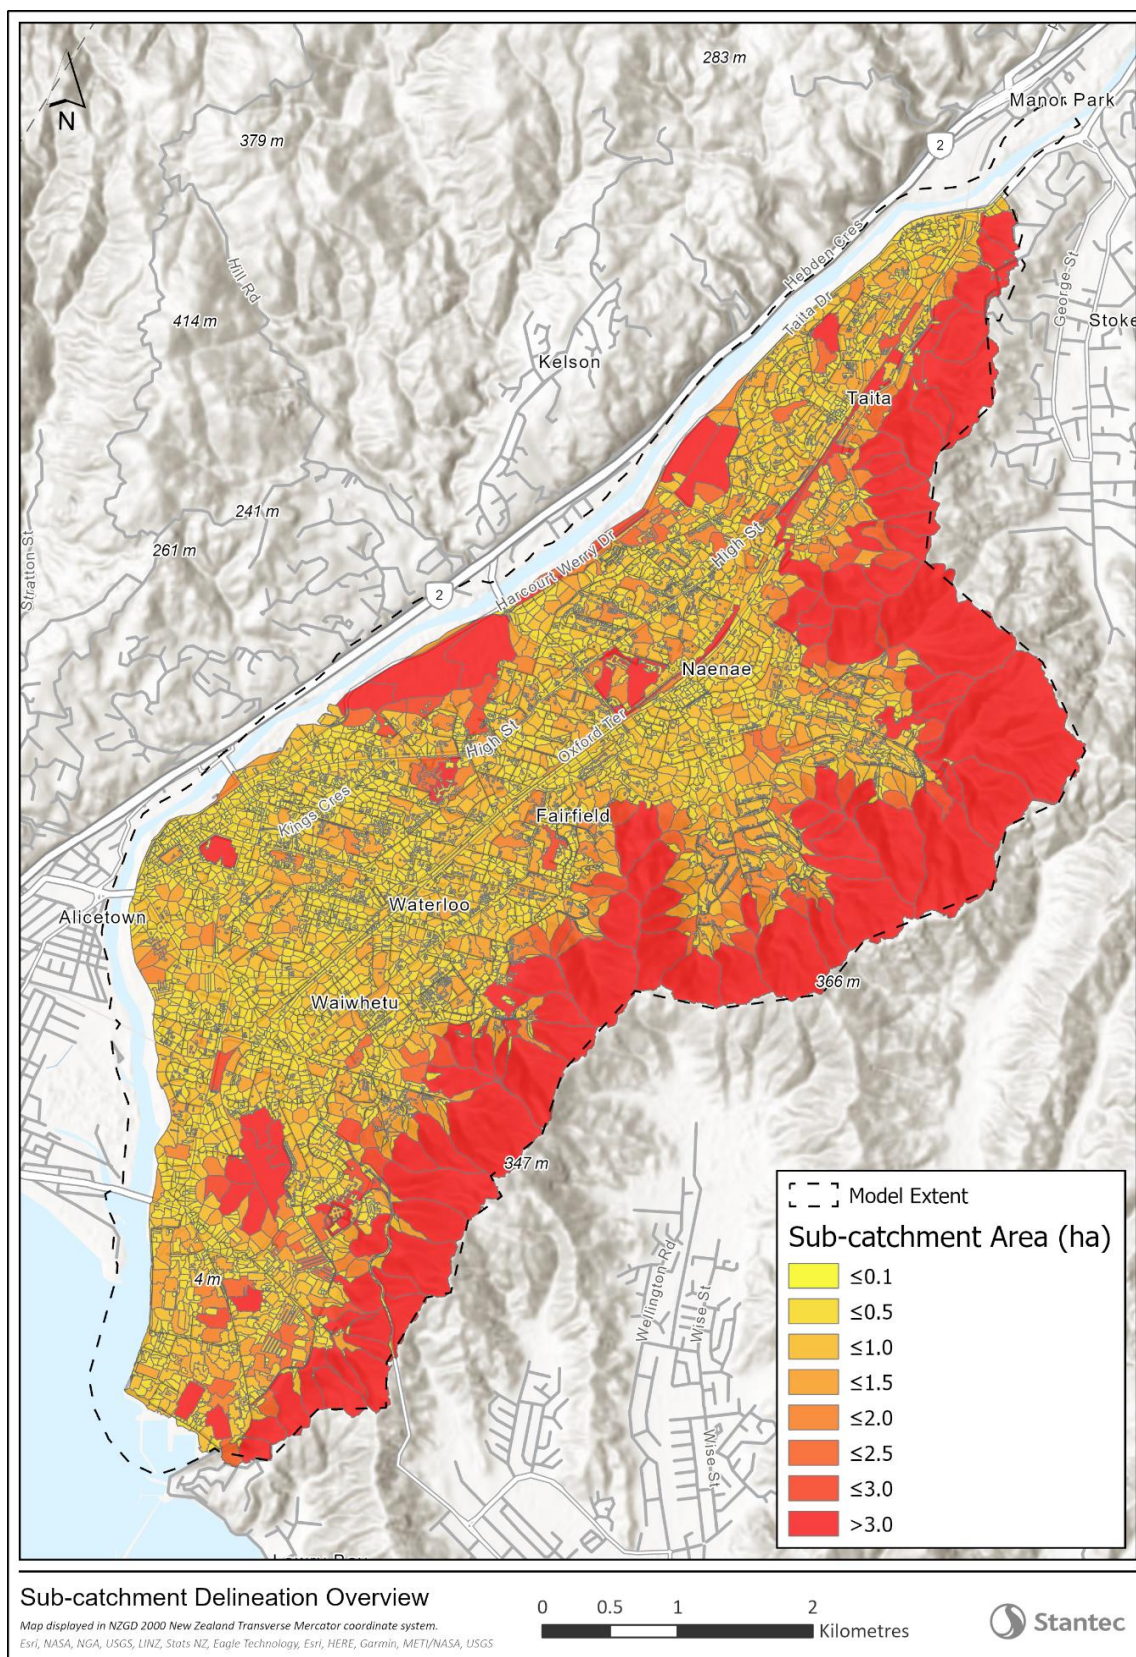 283 m
Manor Park
N
379 m
2
Hebden Cres
Hill Rd
George St
Taita Dr
414 m
Stoke
Kelson
Taita
241 m
High St
261 m
Harcourt Werry Dr
Stratton St
2
Naenae
High St
Oxford Ter
Kings Cres
Fairfield
Waterloo
Alicetown
366 m
Waiwhetu
347 m
Wellington Rd
Wise St
4 m
Wise St
Model Extent
Sub-catchment Area (ha)
≤0.1
≤0.5
≤1.0
≤1.5
≤2.0
≤2.5
≤3.0
>3.0
Sub-catchment Delineation Overview
Map displayed in NZGD 2000 New Zealand Transverse Mercator coordinate system.
Esri, NASA, NGA, USGS, LINZ, Stats NZ, Eagle Technology, Esri, HERE, Garmin, METI/NASA, USGS
0 0.5 1 2
Kilometres
Stantec